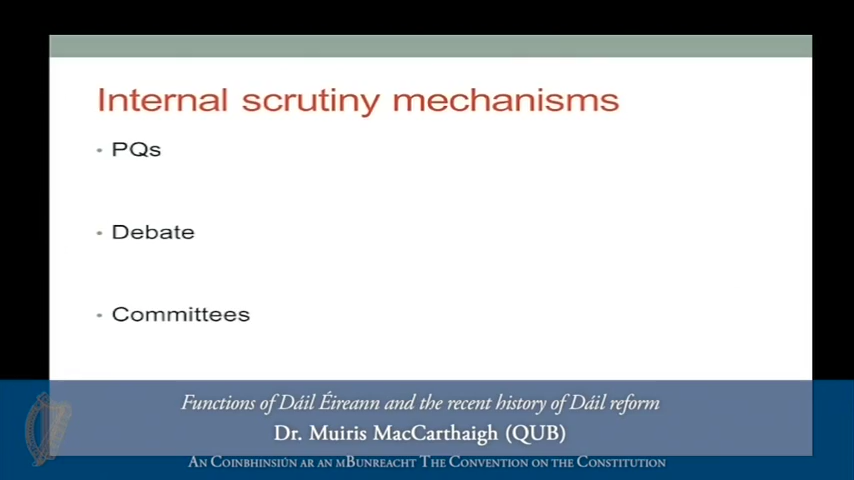 Internal scrutiny mechanisms
• PQs
• Debate
• Committees
Functions of Dáil Éireann and the recent history of Dáil reform
Dr. Muiris MacCarthaigh (QUB)
An Coinbhinsiún ar an mBunreacht The Convention on the Constitution